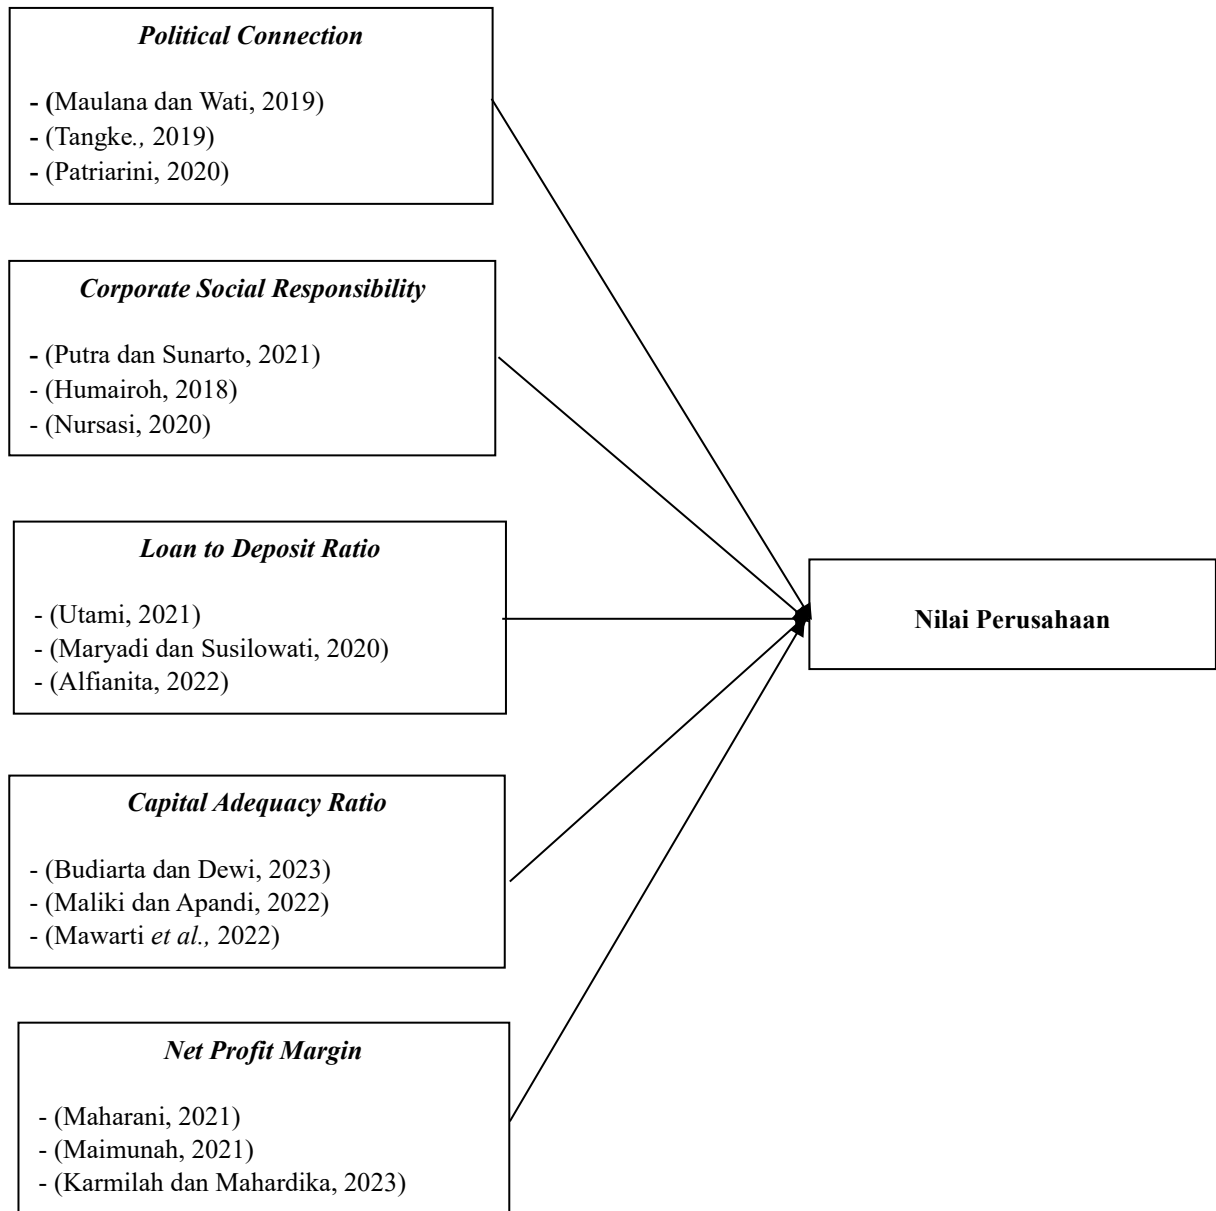 Political Connection
- (Maulana dan Wati, 2019)
- (Tangke., 2019)
- (Patriarini, 2020)
Corporate Social Responsibility
- (Putra dan Sunarto, 2021)
- (Humairoh, 2018)
- (Nursasi, 2020)
Loan to Deposit Ratio
- (Utami, 2021)
- (Maryadi dan Susilowati, 2020)
- (Alfianita, 2022)
Nilai Perusahaan
Capital Adequacy Ratio
- (Budiarta dan Dewi, 2023)
- (Maliki dan Apandi, 2022)
- (Mawarti et al., 2022)
Net Profit Margin
- (Maharani, 2021)
- (Maimunah, 2021)
- (Karmilah dan Mahardika, 2023)